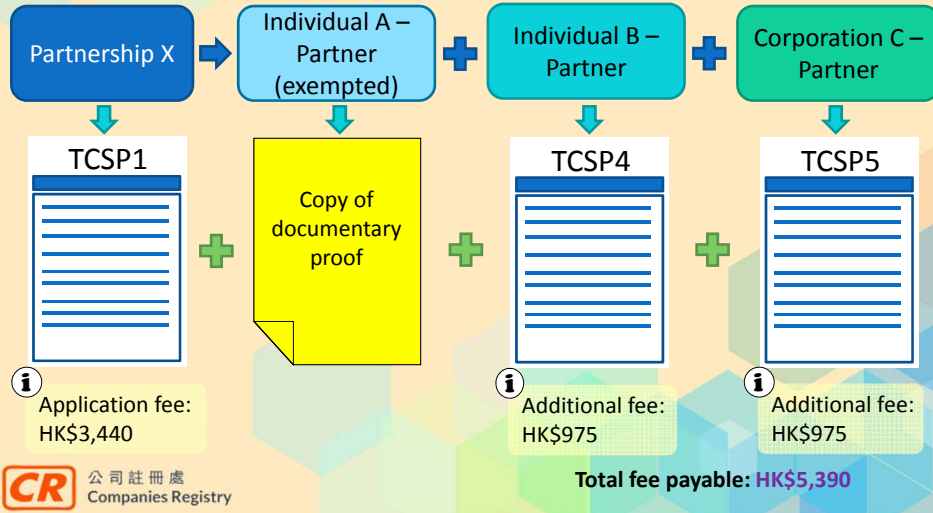 Partnership X
Individual A –
Partner
(exempted)
Individual B –
Partner
Corporation C –
Partner
TCSP1
Copy of
documentary
proof
TCSP4
TCSP5
i
Application fee:
HK$3,440
i
Additional fee:
HK$975
i
Additional fee:
HK$975
CR
公司註冊處
Companies Registry
Total fee payable: HK$5,390